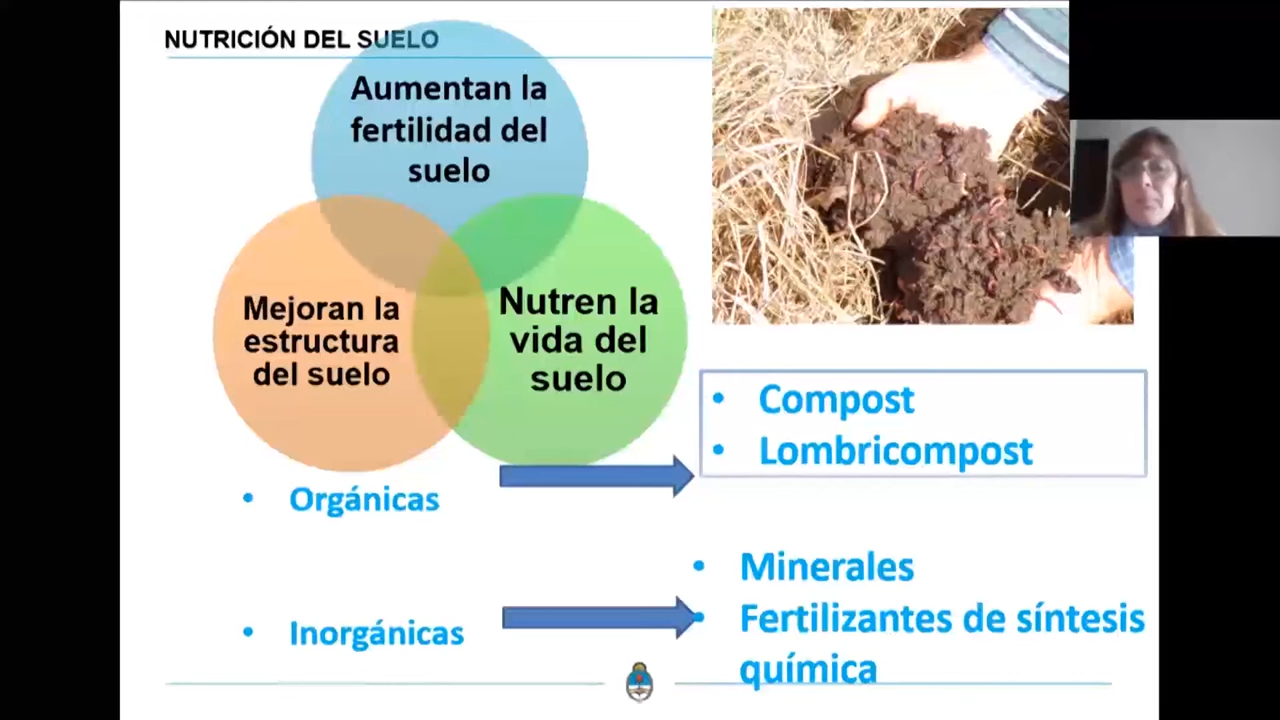 NUTRICIÓN DEL SUELO
Aumentan la
fertilidad del
suelo
Mejoran la
estructura
del suelo
Nutren la
vida del
suelo
• Compost
• Lombricompost
• Orgánicas
• Minerales
• Fertilizantes de síntesis
química
• Inorgánicas